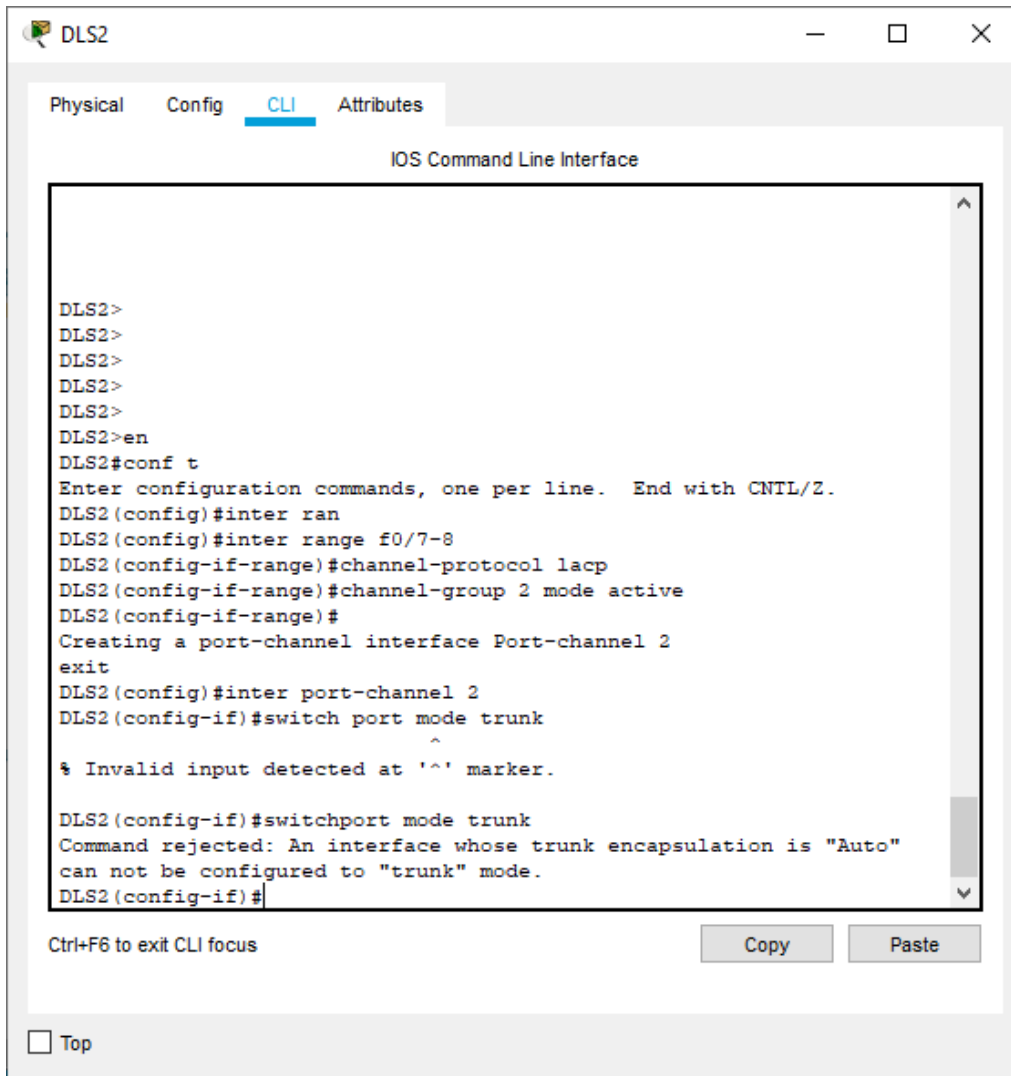 DLS2
Physical Config CLI Attributes
IOS Command Line Interface
DLS2>
DLS2>
DLS2>
DLS2>
DLS2>
DLS2>en
DLS2#conf t
Enter configuration commands, one per line.  End with CNTL/Z.
DLS2(config)#inter ran
DLS2(config)#inter range f0/7-8
DLS2(config-if-range)#channel-protocol lacp
DLS2(config-if-range)#channel-group 2 mode active
DLS2(config-if-range)#
Creating a port-channel interface Port-channel 2
exit
DLS2(config)#inter port-channel 2
DLS2(config-if)#switch port mode trunk
^
% Invalid input detected at '^' marker.
DLS2(config-if)#switchport mode trunk
Command rejected: An interface whose trunk encapsulation is "Auto"
can not be configured to "trunk" mode.
DLS2(config-if)#
Ctrl+F6 to exit CLI focus
Copy Paste
Top